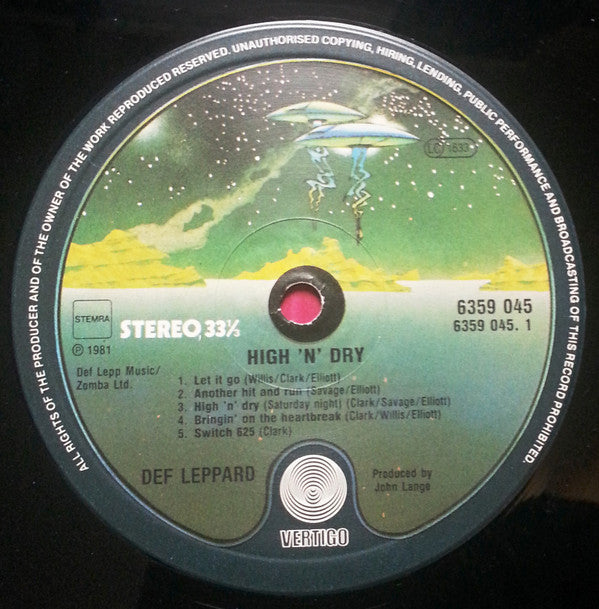 ALL RIGHTS OF THE PRODUCER AND OF THE OWNER OF THE WORK REPRODUCED RESERVED. UNAUTHORISED COPYING, HIRING, LENDING, PUBLIC PERFORMANCE AND BROADCASTING OF THIS RECORD PROHIBITED.
STEMRA
STEREO, 33⅓
6359 045
6359 045. 1
Ⓟ 1981
HIGH 'N' DRY
Def Lepp Music/
Zomba Ltd.
1. Let it go (Willis/Clark/Elliott)
2. Another hit and run (Savage/Elliott)
3. High 'n' dry (Saturday night) (Clark/Savage/Elliott)
4. Bringin' on the heartbreak (Clark/Willis/Elliott)
5. Switch 625 (Clark)
DEF LEPPARD
Produced by
John Lange
VERTIGO